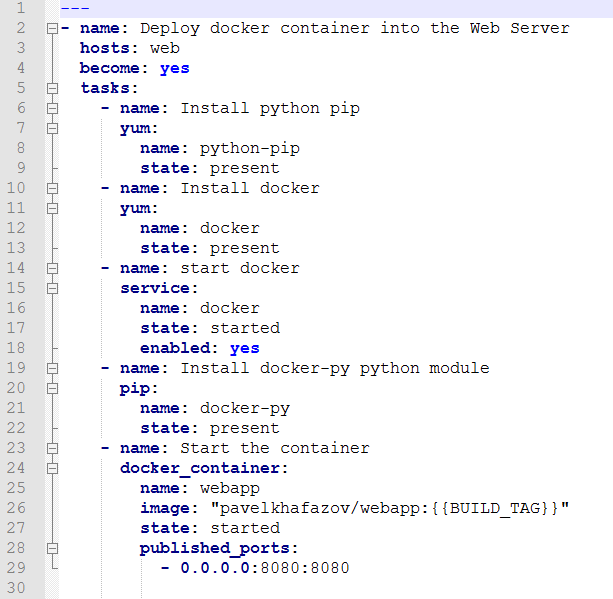 1 ---
2 - name: Deploy docker container into the Web Server
3   hosts: web
4   become: yes
5   tasks:
6     - name: Install python pip
7       yum:
8         name: python-pip
9         state: present
10     - name: Install docker
11       yum:
12         name: docker
13         state: present
14     - name: start docker
15       service:
16         name: docker
17         state: started
18         enabled: yes
19     - name: Install docker-py python module
20       pip:
21         name: docker-py
22         state: present
23     - name: Start the container
24       docker_container:
25         name: webapp
26         image: "pavelkhafazov/webapp:{{BUILD_TAG}}"
27         state: started
28         published_ports:
29           - 0.0.0.0:8080:8080
30